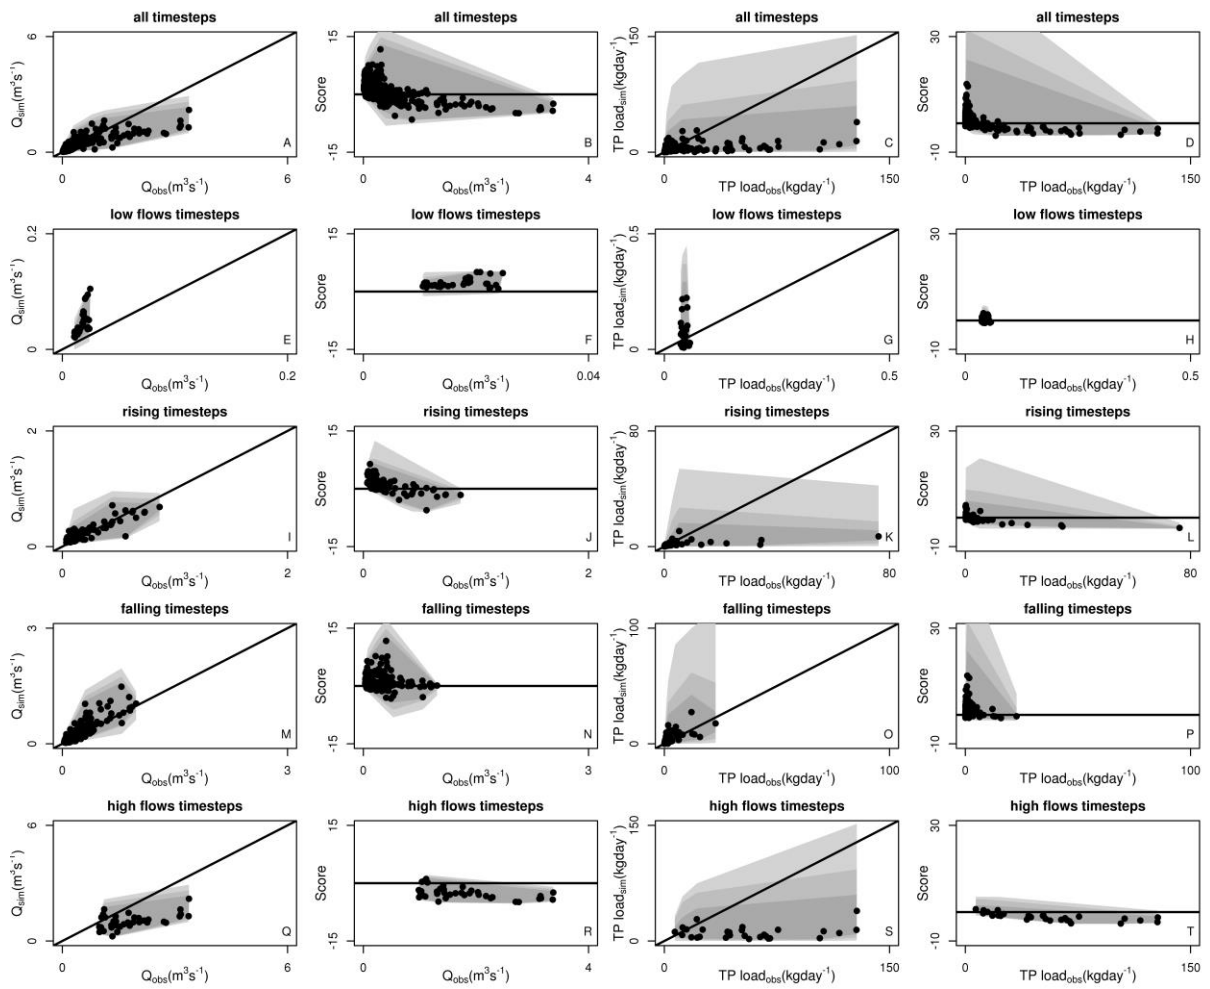 all timesteps
all timesteps
all timesteps
all timesteps
6
0
Qsim(m³s⁻¹)
A
0
6
Qobs(m³s⁻¹)
15
-15
Score
B
0
4
Qobs(m³s⁻¹)
150
0
TP loadsim(kgday⁻¹)
C
0
150
TP loadobs(kgday⁻¹)
30
-10
Score
D
0
150
TP loadobs(kgday⁻¹)
low flows timesteps
low flows timesteps
low flows timesteps
low flows timesteps
0.2
0
Qsim(m³s⁻¹)
E
0
0.2
Qobs(m³s⁻¹)
15
-15
Score
F
0
0.04
Qobs(m³s⁻¹)
0.5
0
TP loadsim(kgday⁻¹)
G
0
0.5
TP loadobs(kgday⁻¹)
30
-10
Score
H
0
0.5
TP loadobs(kgday⁻¹)
rising timesteps
rising timesteps
rising timesteps
rising timesteps
2
0
Qsim(m³s⁻¹)
I
0
2
Qobs(m³s⁻¹)
15
-15
Score
J
0
2
Qobs(m³s⁻¹)
80
0
TP loadsim(kgday⁻¹)
K
0
80
TP loadobs(kgday⁻¹)
30
-10
Score
L
0
80
TP loadobs(kgday⁻¹)
falling timesteps
falling timesteps
falling timesteps
falling timesteps
3
0
Qsim(m³s⁻¹)
M
0
3
Qobs(m³s⁻¹)
15
-15
Score
N
0
3
Qobs(m³s⁻¹)
100
0
TP loadsim(kgday⁻¹)
O
0
100
TP loadobs(kgday⁻¹)
30
-10
Score
P
0
100
TP loadobs(kgday⁻¹)
high flows timesteps
high flows timesteps
high flows timesteps
high flows timesteps
6
0
Qsim(m³s⁻¹)
Q
0
6
Qobs(m³s⁻¹)
15
-15
Score
R
0
4
Qobs(m³s⁻¹)
150
0
TP loadsim(kgday⁻¹)
S
0
150
TP loadobs(kgday⁻¹)
30
-10
Score
T
0
150
TP loadobs(kgday⁻¹)